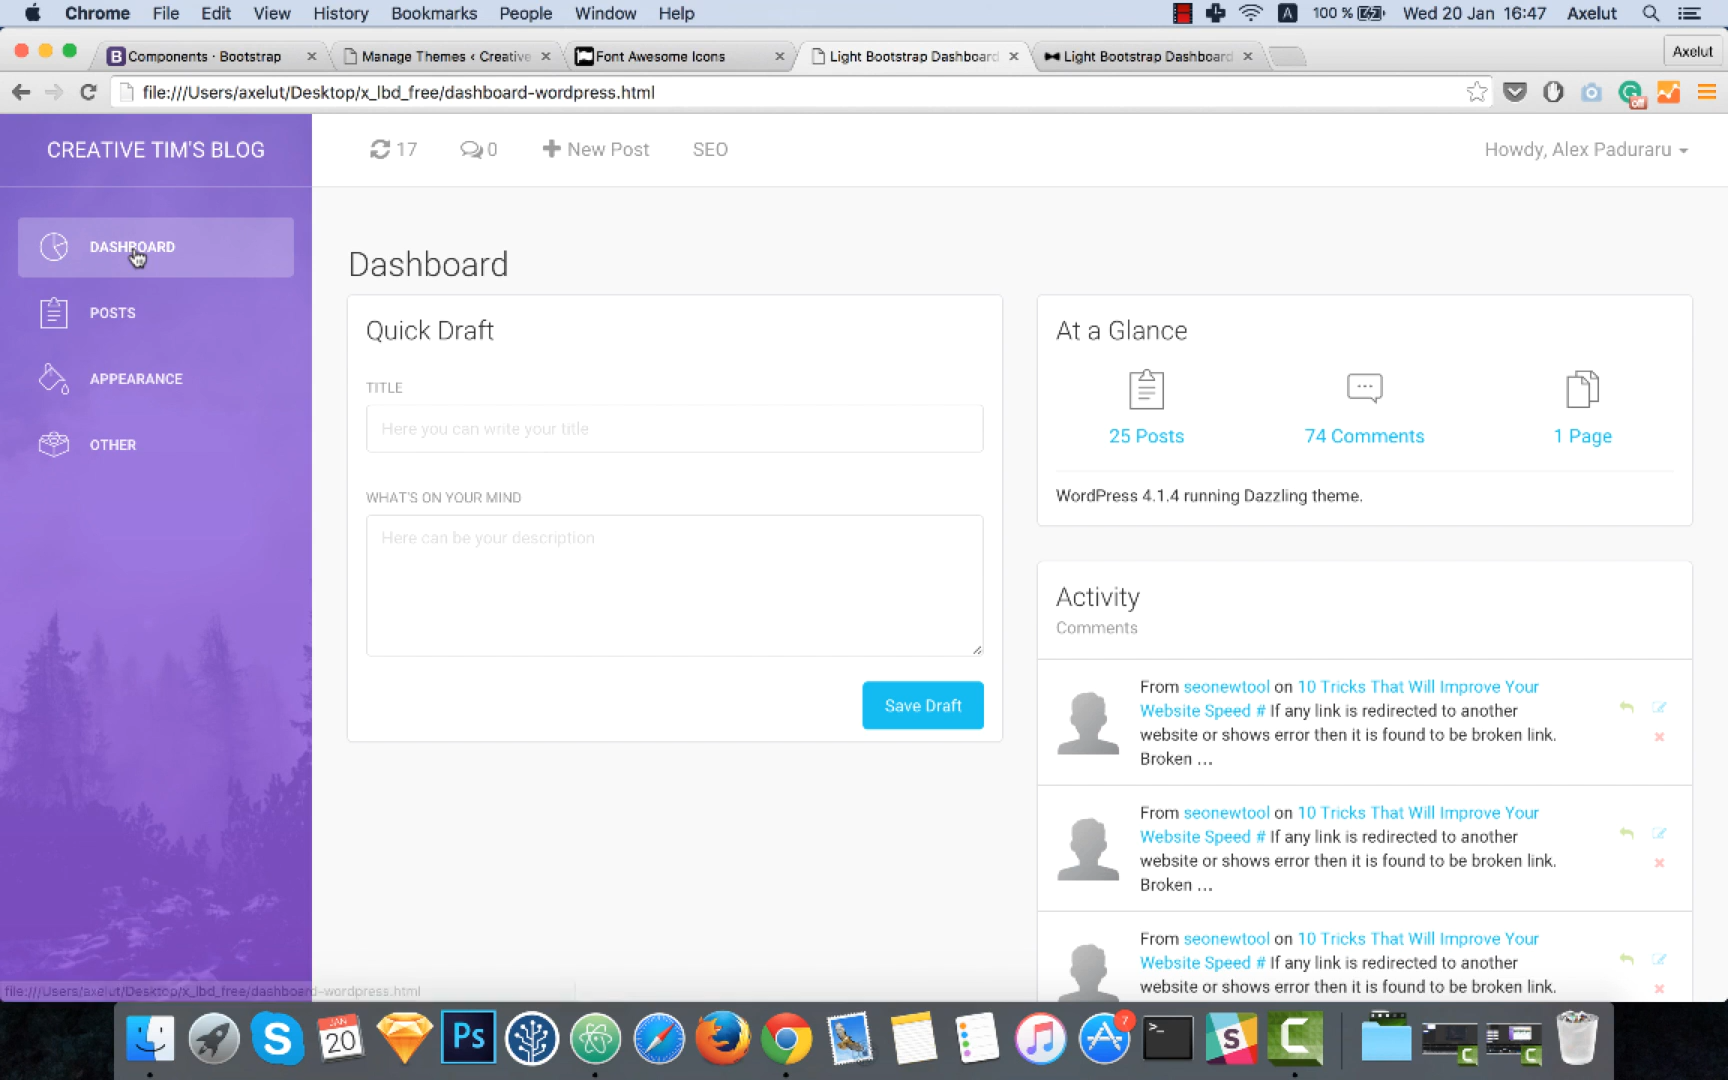 Chrome File Edit View History Bookmarks People Window Help A 100 % Wed 20 Jan 16:47 Axelut
B Components · Bootstrap × Manage Themes ‹ Creative × Font Awesome Icons × Light Bootstrap Dashboard × Light Bootstrap Dashboard × Axelut
file:///Users/axelut/Desktop/x_lbd_free/dashboard-wordpress.html off
CREATIVE TIM'S BLOG 17 0 New Post SEO Howdy, Alex Paduraru
DASHBOARD
POSTS
APPEARANCE
OTHER
Dashboard
Quick Draft
TITLE
Here you can write your title
WHAT'S ON YOUR MIND
Here can be your description
Save Draft
At a Glance
25 Posts 74 Comments 1 Page
WordPress 4.1.4 running Dazzling theme.
Activity
Comments
From seonewtool on 10 Tricks That Will Improve Your
Website Speed # If any link is redirected to another
website or shows error then it is found to be broken link.
Broken ...
From seonewtool on 10 Tricks That Will Improve Your
Website Speed # If any link is redirected to another
website or shows error then it is found to be broken link.
Broken ...
From seonewtool on 10 Tricks That Will Improve Your
Website Speed # If any link is redirected to another
website or shows error then it is found to be broken link.
file:///Users/axelut/Desktop/x_lbd_free/dashboard-wordpress.html
S JAN 20 Ps 7 >_ S C C C